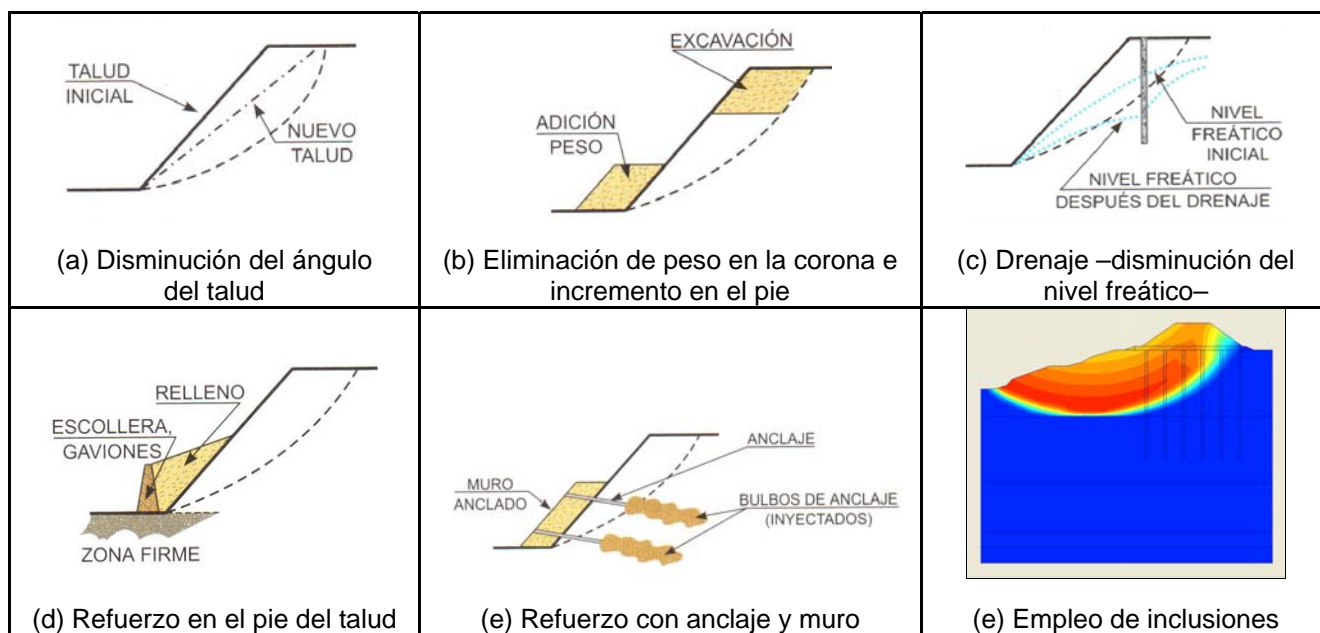 TALUD
INICIAL
NUEVO
TALUD
(a) Disminución del ángulo
del talud
EXCAVACIÓN
ADICIÓN
PESO
(b) Eliminación de peso en la corona e
incremento en el pie
NIVEL
FREÁTICO
INICIAL
NIVEL FREÁTICO
DESPUÉS DEL DRENAJE
(c) Drenaje –disminución del
nivel freático–
RELLENO
ESCOLLERA,
GAVIONES
ZONA FIRME
(d) Refuerzo en el pie del talud
ANCLAJE
MURO
ANCLADO
BULBOS DE ANCLAJE
(INYECTADOS)
(e) Refuerzo con anclaje y muro
(e) Empleo de inclusiones